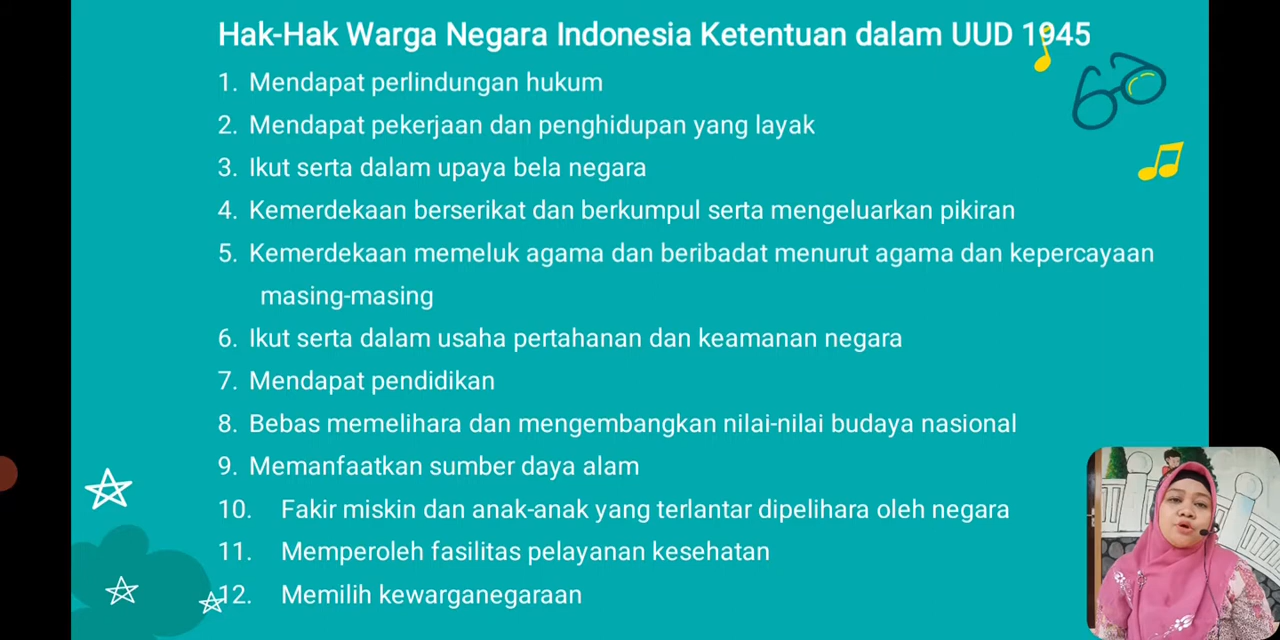 Hak-Hak Warga Negara Indonesia Ketentuan dalam UUD 1945
1. Mendapat perlindungan hukum
2. Mendapat pekerjaan dan penghidupan yang layak
3. Ikut serta dalam upaya bela negara
4. Kemerdekaan berserikat dan berkumpul serta mengeluarkan pikiran
5. Kemerdekaan memeluk agama dan beribadat menurut agama dan kepercayaan
masing-masing
6. Ikut serta dalam usaha pertahanan dan keamanan negara
7. Mendapat pendidikan
8. Bebas memelihara dan mengembangkan nilai-nilai budaya nasional
9. Memanfaatkan sumber daya alam
10. Fakir miskin dan anak-anak yang terlantar dipelihara oleh negara
11. Memperoleh fasilitas pelayanan kesehatan
12. Memilih kewarganegaraan